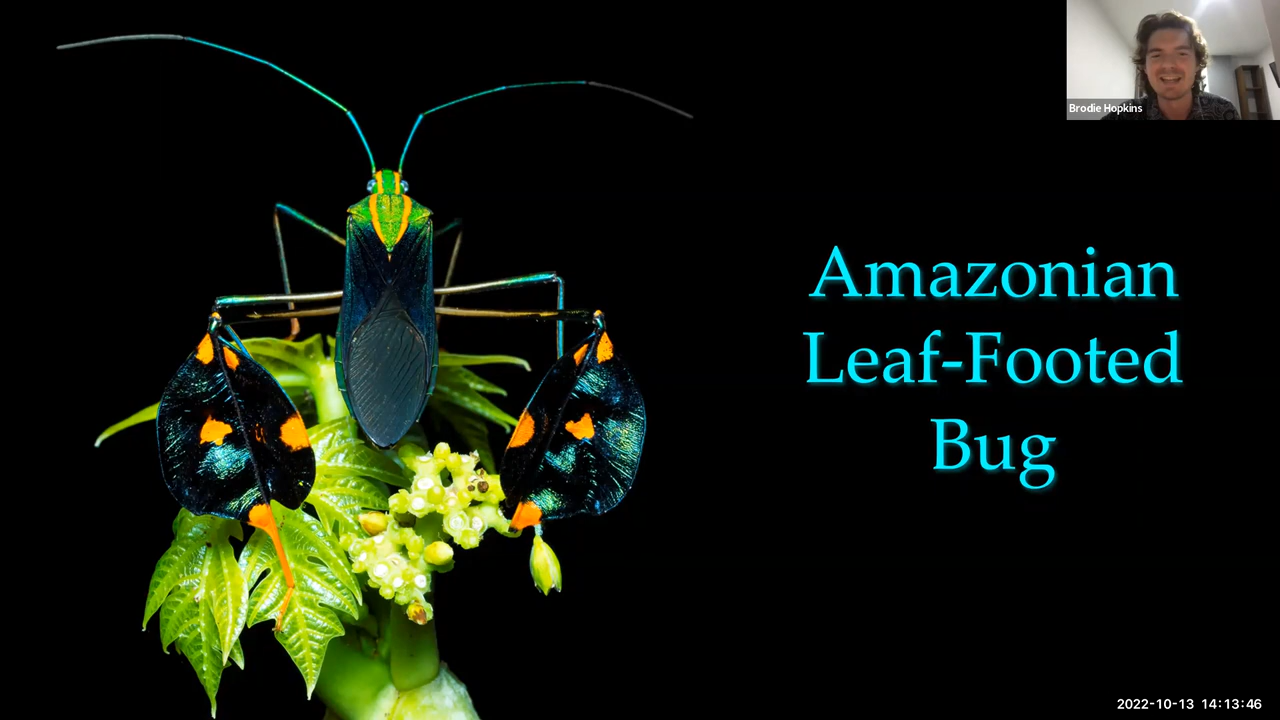 Brodie Hopkins
Amazonian
Leaf-Footed
Bug
2022-10-13 14:13:46